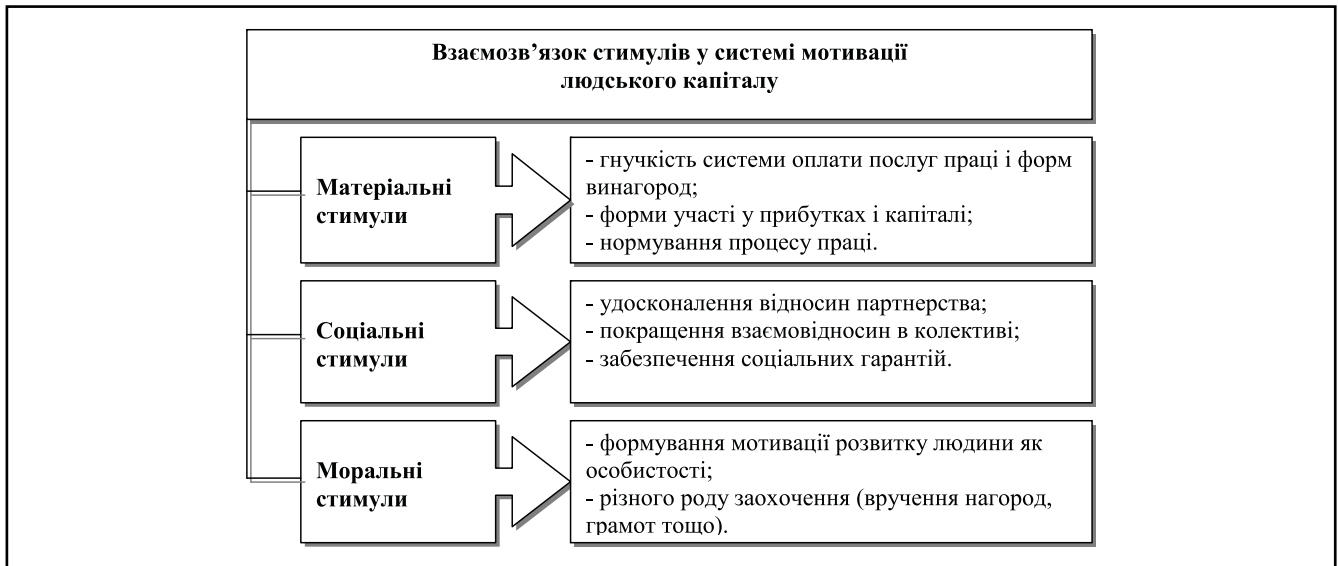 Взаємозв’язок стимулів у системі мотивації
людського капіталу
Матеріальні
стимули
- гнучкість системи оплати послуг праці і форм
винагород;
- форми участі у прибутках і капіталі;
- нормування процесу праці.
Соціальні
стимули
- удосконалення відносин партнерства;
- покращення взаємовідносин в колективі;
- забезпечення соціальних гарантій.
Моральні
стимули
- формування мотивації розвитку людини як
особистості;
- різного роду заохочення (вручення нагород,
грамот тощо).